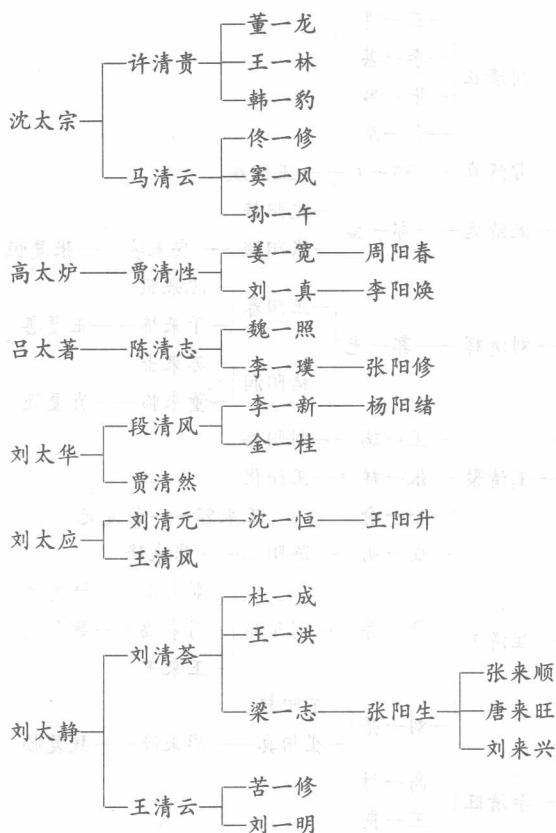 董一龙
许清贵 王一林
韩一豹
沈太宗
佟一修
马清云 窦一风
孙一午
高太炉 贾清性 姜一宽 周阳春
刘一真 李阳焕
吕太著 陈清志 魏一照
李一璞 张阳修
刘太华 段清风 李一新 杨阳绪
金一桂
贾清然
刘太应 刘清元 沈一恒 王阳升
王清风
杜一成
刘清荟 王一洪
张来顺
梁一志 张阳生 唐来旺
刘来兴
刘太静
王清云 苦一修
刘一明